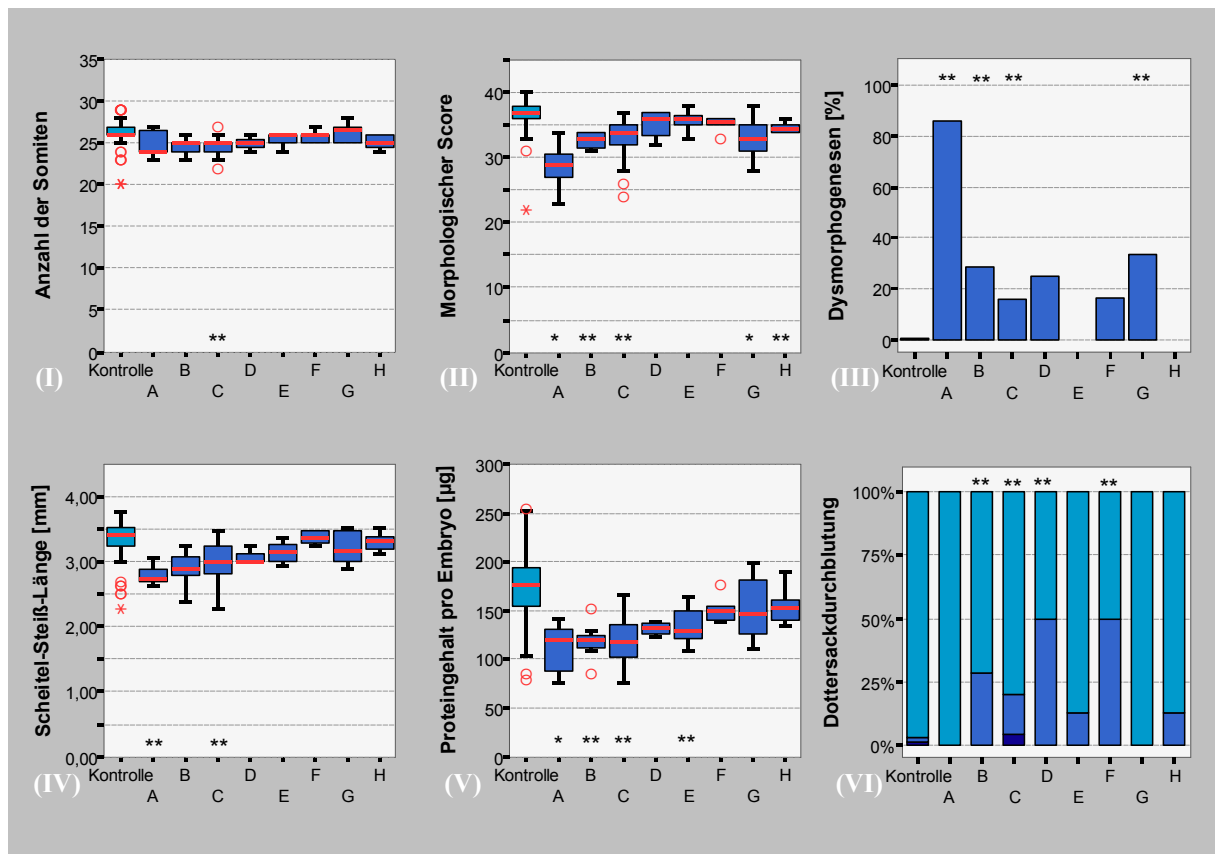 Anzahl der Somiten
35
30
25
20
15
10
5
0
**
Kontrolle B D F H
A C E G
(I)
Morphologischer Score
40
30
20
10
0
* ** ** * **
Kontrolle B D F H
A C E G
(II)
Dysmorphogenesen [%]
100
80
60
40
20
0
** ** ** **
Kontrolle B D F H
A C E G
(III)
Scheitel-Steiß-Länge [mm]
4,00
3,00
2,00
1,00
0,00
** **
Kontrolle B D F H
A C E G
(IV)
Proteingehalt pro Embryo [µg]
300
250
200
150
100
50
0
* ** ** **
Kontrolle B D F H
A C E G
(V)
Dottersackdurchblutung
100%
75%
50%
25%
0%
** ** ** **
Kontrolle B D F H
A C E G
(VI)